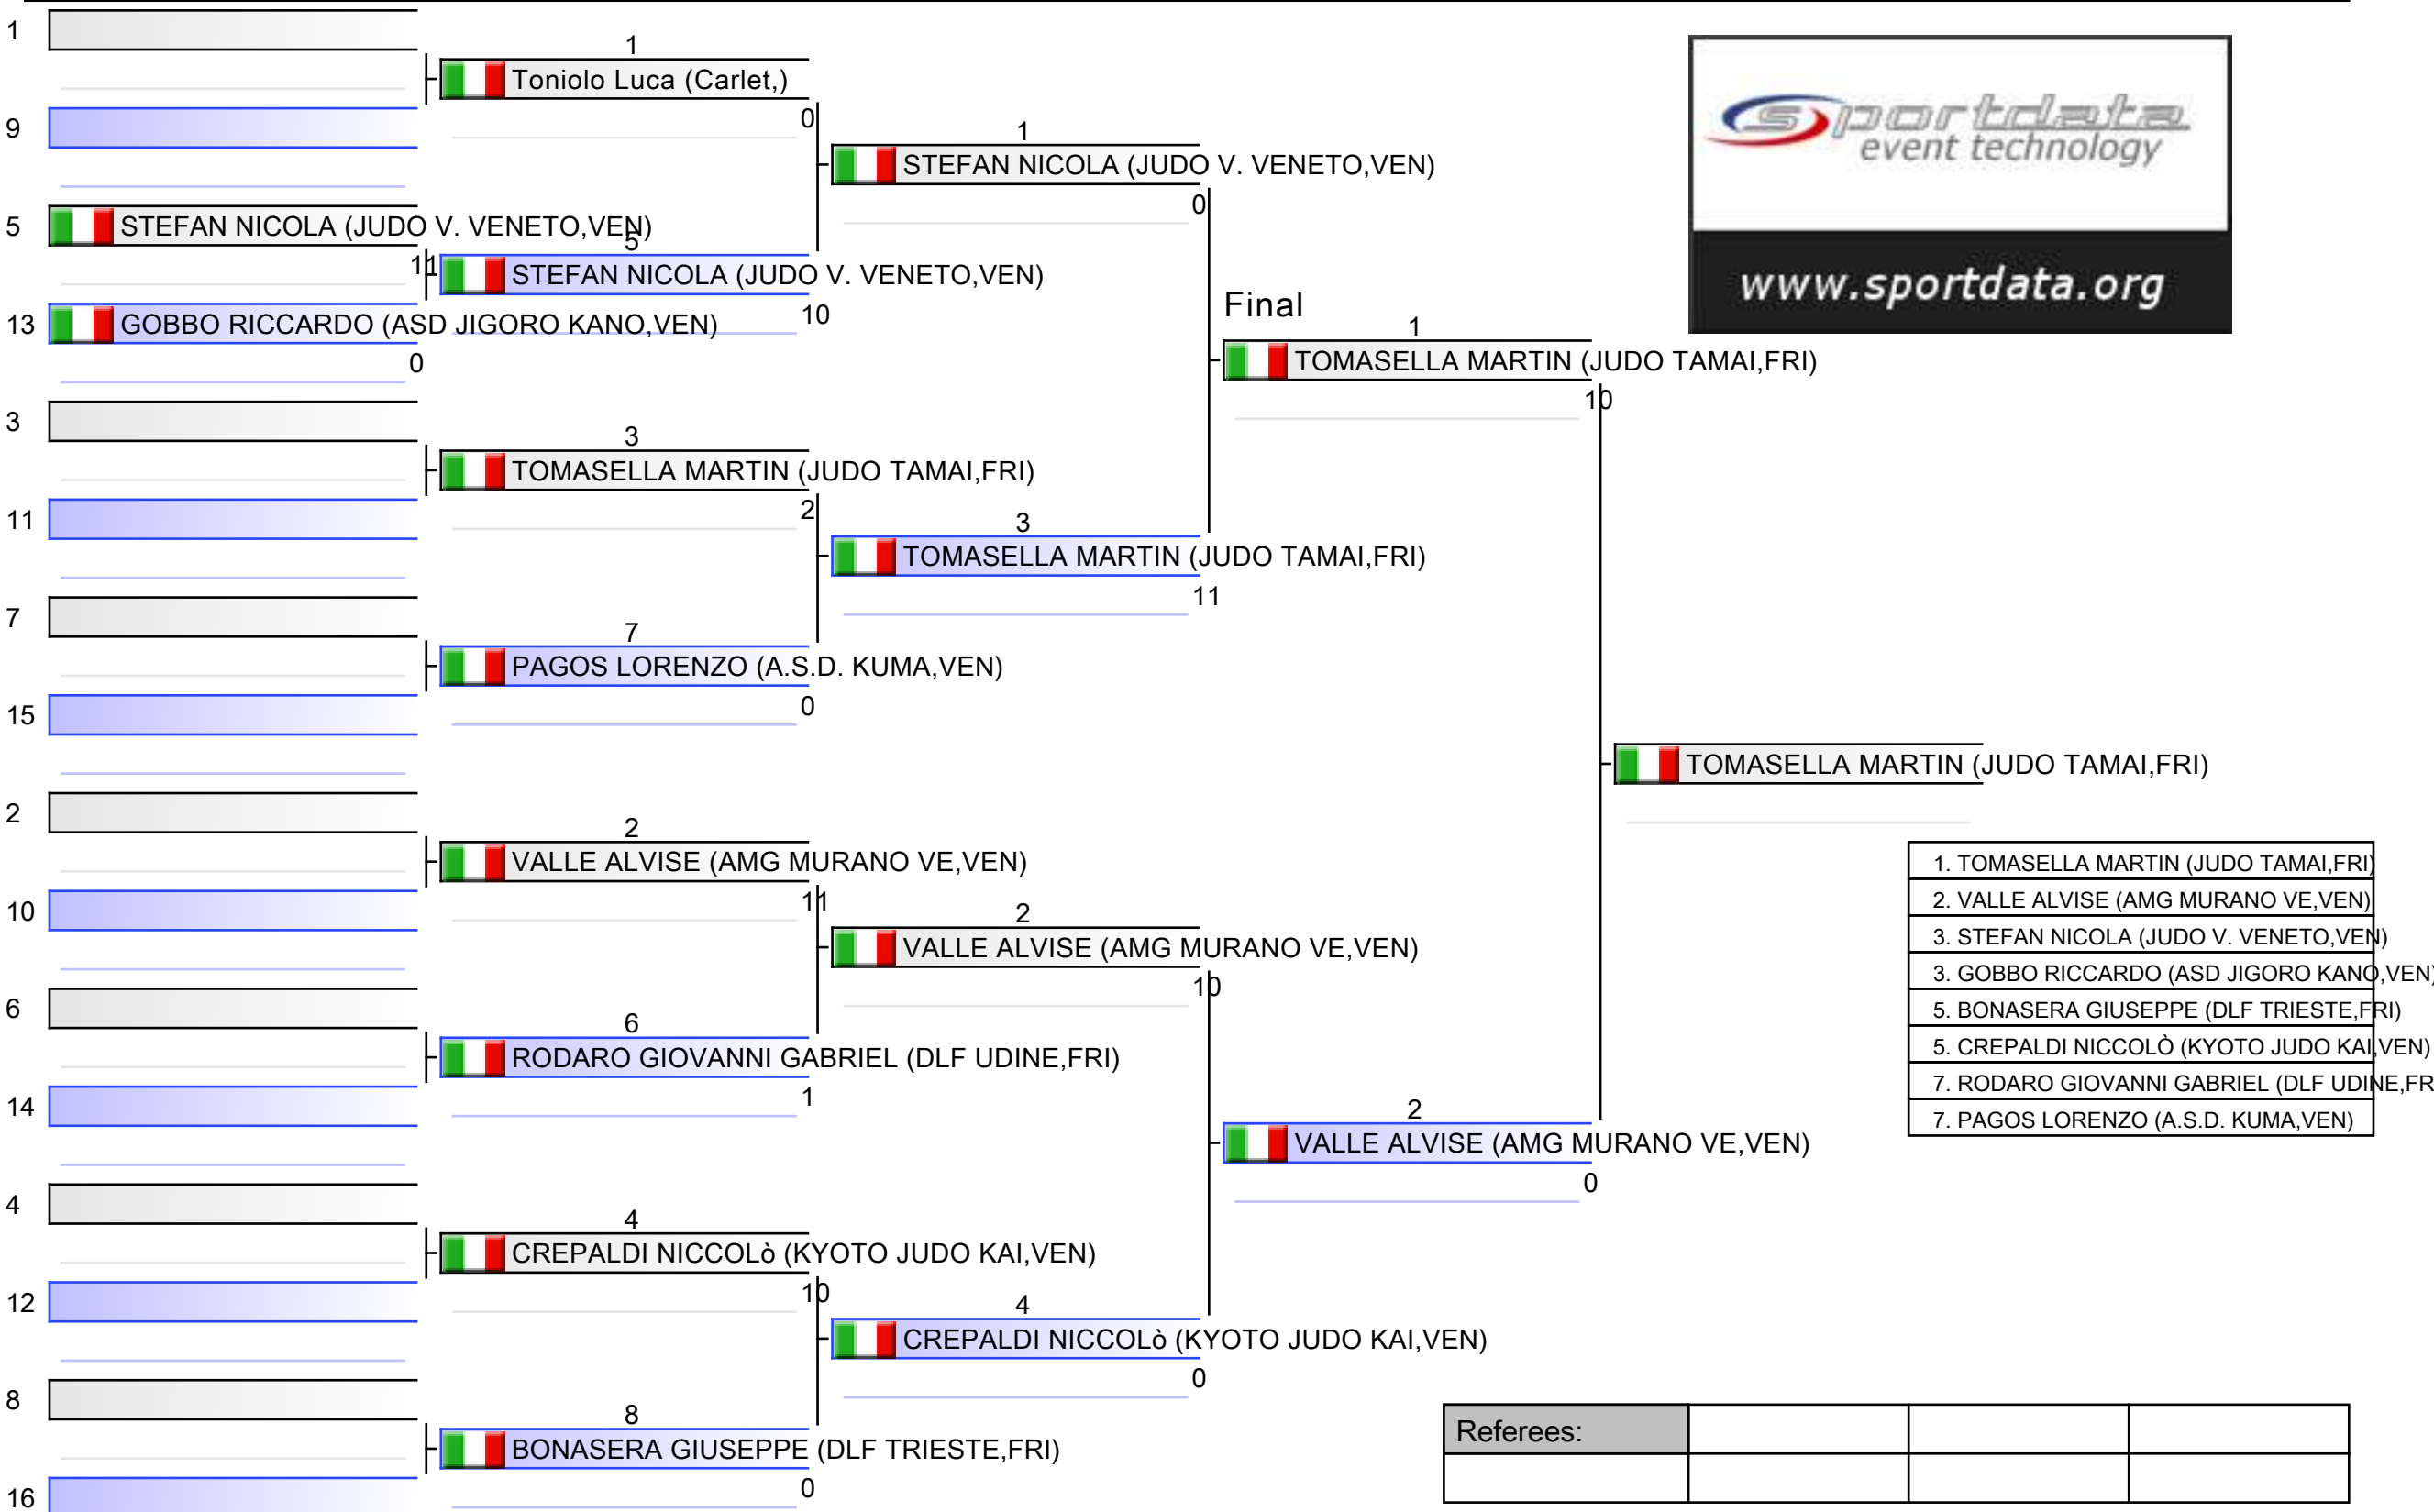 1
1
Toniolo Luca (Carlet,)
0
9
1
STEFAN NICOLA (JUDO V. VENETO,VEN)
0
5
STEFAN NICOLA (JUDO V. VENETO,VEN)
11
5
STEFAN NICOLA (JUDO V. VENETO,VEN)
10
13
GOBBO RICCARDO (ASD JIGORO KANO,VEN)
0
sportdata
event technology
www.sportdata.org
Final
1
TOMASELLA MARTIN (JUDO TAMAI,FRI)
10
3
3
TOMASELLA MARTIN (JUDO TAMAI,FRI)
2
11
3
TOMASELLA MARTIN (JUDO TAMAI,FRI)
11
7
7
PAGOS LORENZO (A.S.D. KUMA,VEN)
0
15
TOMASELLA MARTIN (JUDO TAMAI,FRI)
2
2
VALLE ALVISE (AMG MURANO VE,VEN)
11
10
2
VALLE ALVISE (AMG MURANO VE,VEN)
10
6
6
RODARO GIOVANNI GABRIEL (DLF UDINE,FRI)
1
14
2
VALLE ALVISE (AMG MURANO VE,VEN)
0
1. TOMASELLA MARTIN (JUDO TAMAI,FRI)
2. VALLE ALVISE (AMG MURANO VE,VEN)
3. STEFAN NICOLA (JUDO V. VENETO,VEN)
3. GOBBO RICCARDO (ASD JIGORO KANO,VEN)
5. BONASERA GIUSEPPE (DLF TRIESTE,FRI)
5. CREPALDI NICCOLÒ (KYOTO JUDO KAI,VEN)
7. RODARO GIOVANNI GABRIEL (DLF UDINE,FR
7. PAGOS LORENZO (A.S.D. KUMA,VEN)
4
4
CREPALDI NICCOLò (KYOTO JUDO KAI,VEN)
10
12
4
CREPALDI NICCOLò (KYOTO JUDO KAI,VEN)
0
8
8
BONASERA GIUSEPPE (DLF TRIESTE,FRI)
0
16
Referees: